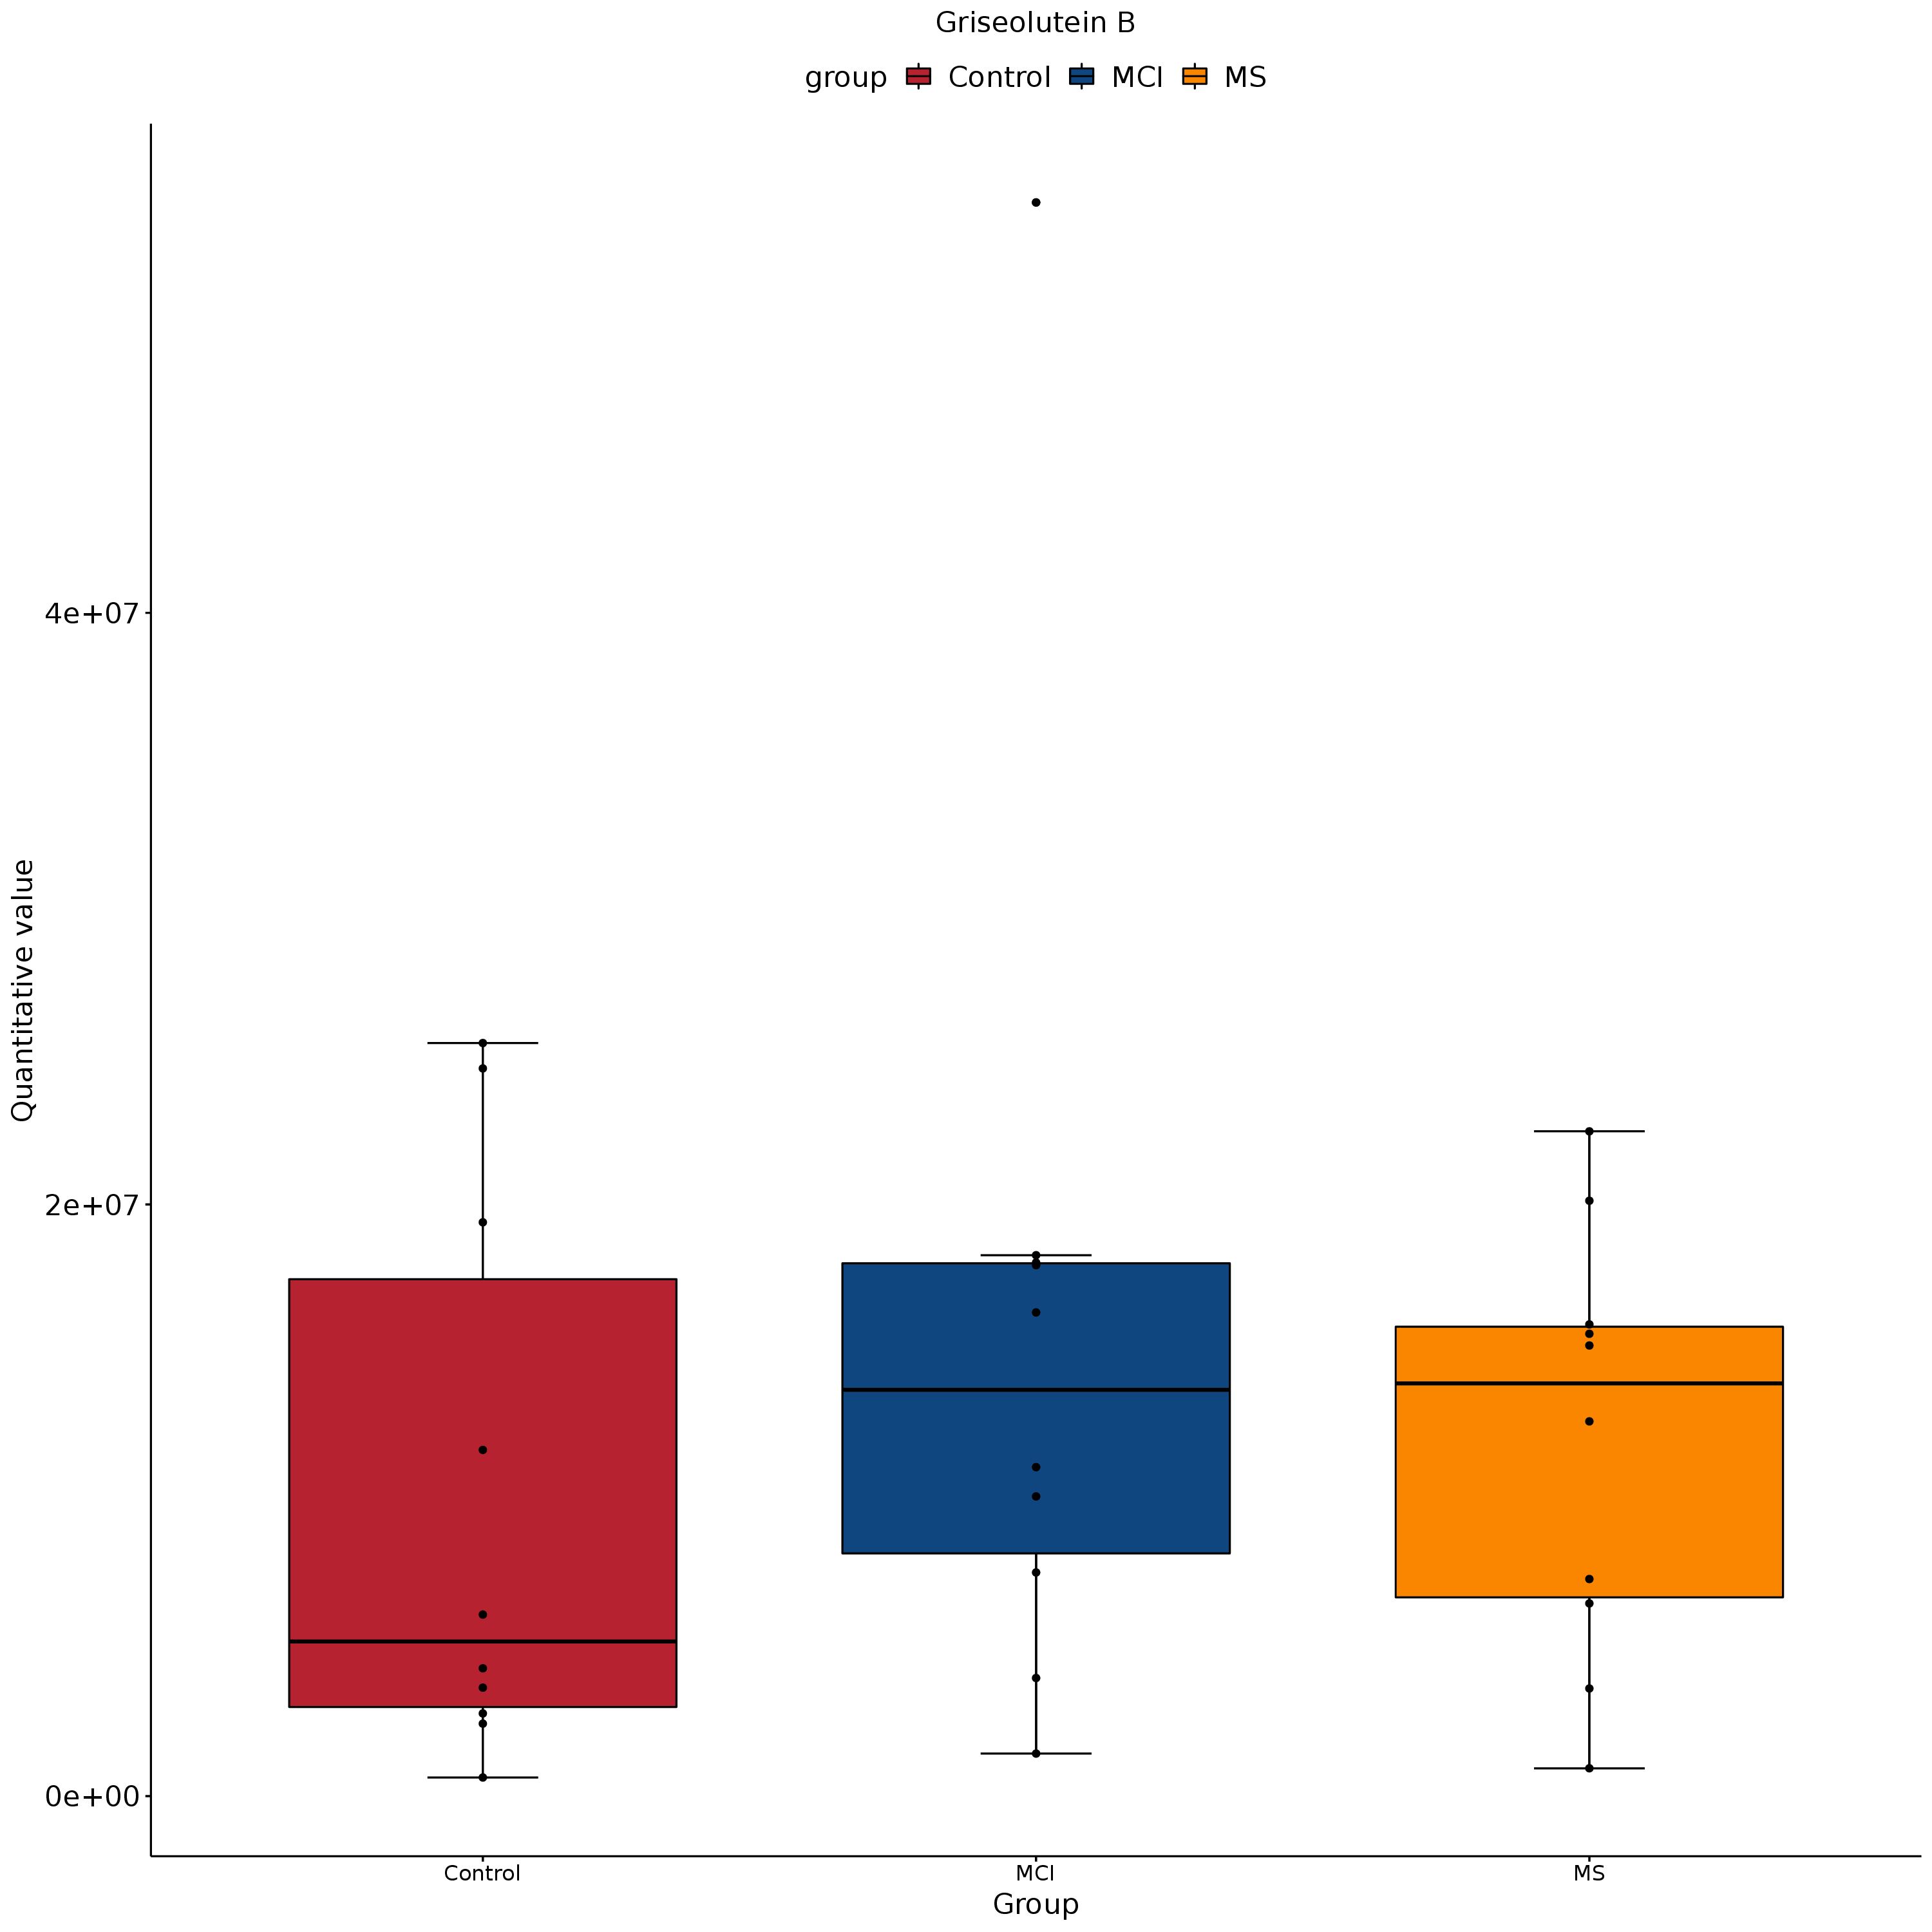 Griseolutein B
group Control MCI MS
Quantitative value
4e+07
2e+07
0e+00
Control MCI MS
Group